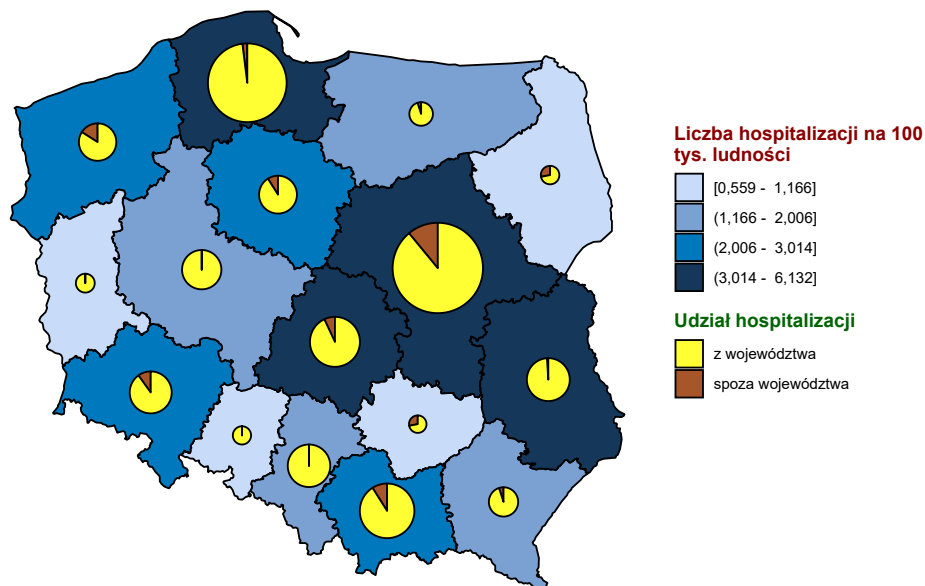 Liczba hospitalizacji na 100
tys. ludności
[0,559 - 1,166]
(1,166 - 2,006]
(2,006 - 3,014]
(3,014 - 6,132]
Udział hospitalizacji
z województwa
spoza województwa